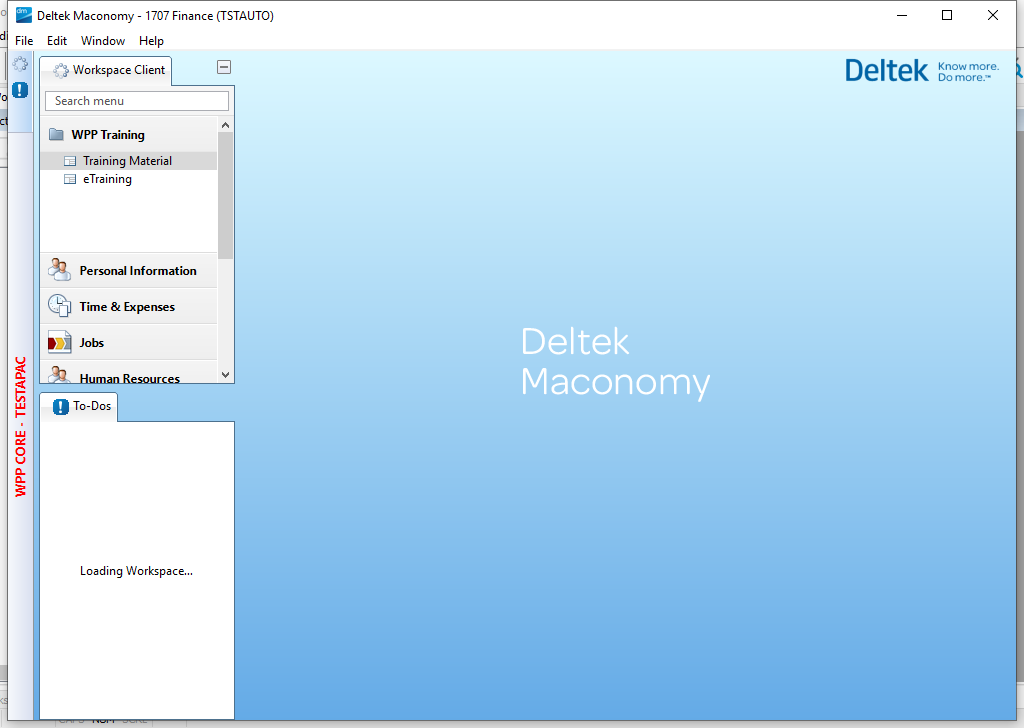 Deltek Maconomy - 1707 Finance (TSTAUTO)
File Edit Window Help
Workspace Client
Search menu
WPP Training
Training Material
eTraining
Personal Information
Time & Expenses
Jobs
Human Resources
To-Dos
Loading Workspace...
WPP CORE - TESTAPAC
Deltek Know more.
Do more.™
Deltek
Maconomy